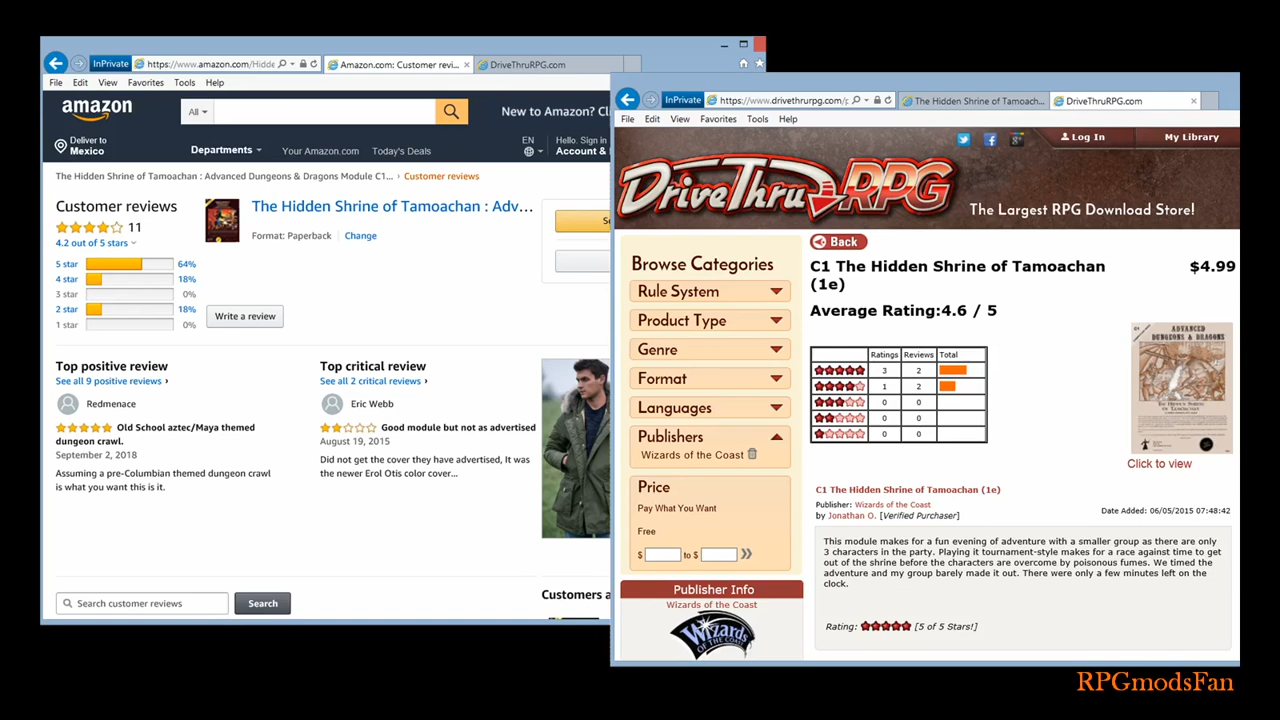 InPrivate
https://www.amazon.com/Hidde
Amazon.com: Customer revi...
DriveThruRPG.com
File Edit View Favorites Tools Help
amazon
All
New to Amazon? Cl
Deliver to
Mexico
Departments
Your Amazon.com
Today's Deals
EN
Hello. Sign in
Account &
The Hidden Shrine of Tamoachan : Advanced Dungeons & Dragons Module C1... › Customer reviews
Customer reviews
11
4.2 out of 5 stars
5 star 64%
4 star 18%
3 star 0%
2 star 18%
1 star 0%
The Hidden Shrine of Tamoachan : Adv...
Format: Paperback | Change
Write a review
Top positive review
See all 9 positive reviews ›
Redmenace
Old School aztec/Maya themed
dungeon crawl.
September 2, 2018
Assuming a pre-Columbian themed dungeon crawl
is what you want this is it.
Top critical review
See all 2 critical reviews ›
Eric Webb
Good module but not as advertised
August 19, 2015
Did not get the cover they have advertised, It was
the newer Erol Otis color cover...
Search customer reviews
Search
Customers a
InPrivate
https://www.drivethrurpg.com/p
The Hidden Shrine of Tamoach...
DriveThruRPG.com
File Edit View Favorites Tools Help
Log In
My Library
DriveThruRPG
The Largest RPG Download Store!
Browse Categories
Rule System
Product Type
Genre
Format
Languages
Publishers
Wizards of the Coast
Price
Pay What You Want
Free
$ to $ »
Publisher Info
Wizards of the Coast
Wizards
OF THE COAST
Back
C1 The Hidden Shrine of Tamoachan
(1e)
$4.99
Average Rating:4.6 / 5
Ratings Reviews Total
3 2
1 2
0 0
0 0
0 0
ADVANCED
DUNGEONS & DRAGONS
THE HIDDEN SHRINE
OF TAMOACHAN
Click to view
C1 The Hidden Shrine of Tamoachan (1e)
Publisher: Wizards of the Coast
by Jonathan O. [Verified Purchaser]
Date Added: 06/05/2015 07:48:42
This module makes for a fun evening of adventure with a smaller group as there are only
3 characters in the party. Playing it tournament-style makes for a race against time to get
out of the shrine before the characters are overcome by poisonous fumes. We timed the
adventure and my group barely made it out. There were only a few minutes left on the
clock.
Rating: [5 of 5 Stars!]
RPGmodsFan